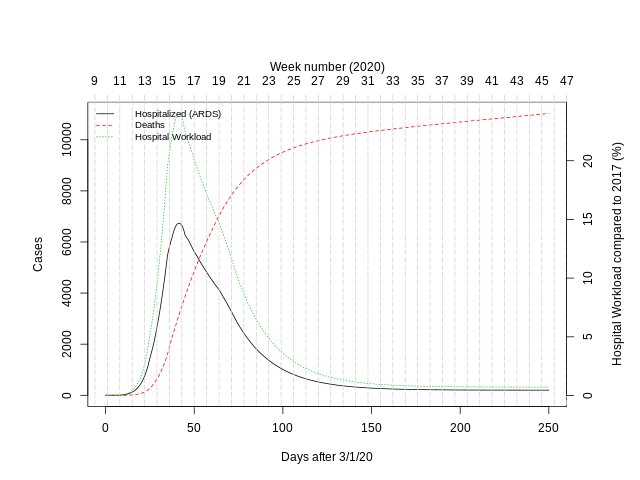 Week number (2020)
9 11 13 15 17 19 21 23 25 27 29 31 33 35 37 39 41 43 45 47
Hospitalized (ARDS)
Deaths
Hospital Workload
Cases
0 2000 4000 6000 8000 10000
Hospital Workload compared to 2017 (%)
0 5 10 15 20
0 50 100 150 200 250
Days after 3/1/20